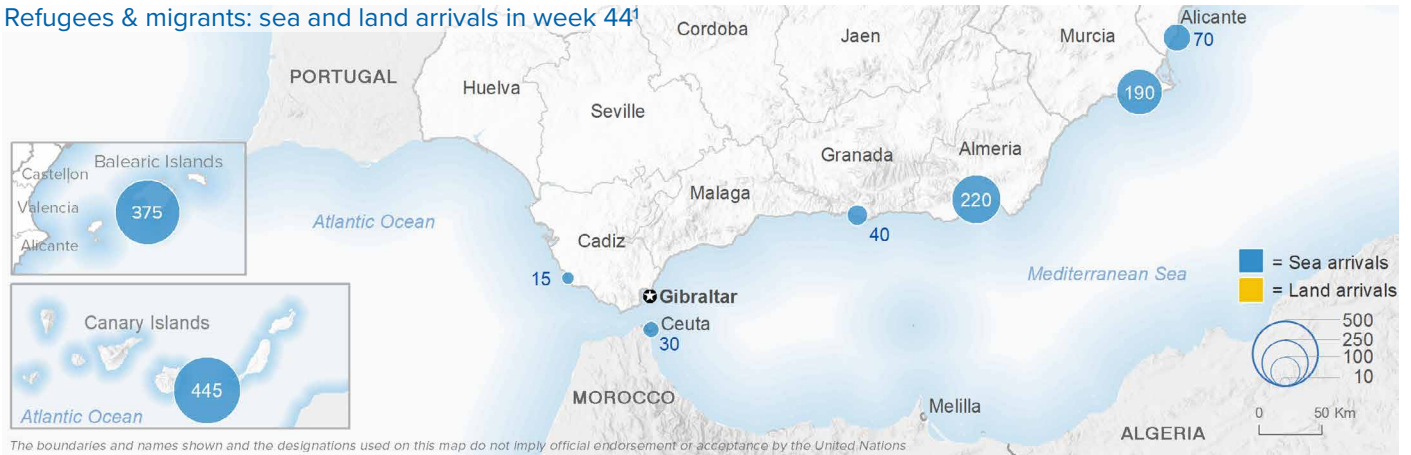 Refugees & migrants: sea and land arrivals in week 44¹
Alicante
70
Cordoba
Jaen
Murcia
PORTUGAL
Huelva
190
Seville
Granada
Almeria
Balearic Islands
Castellon
Valencia
Alicante
375
Malaga
220
Atlantic Ocean
40
Cadiz
15
Mediterranean Sea
= Sea arrivals
= Land arrivals
Gibraltar
Ceuta
30
Canary Islands
445
Atlantic Ocean
500
250
100
10
MOROCCO
Melilla
0 50 Km
ALGERIA
The boundaries and names shown and the designations used on this map do not imply official endorsement or acceptance by the United Nations